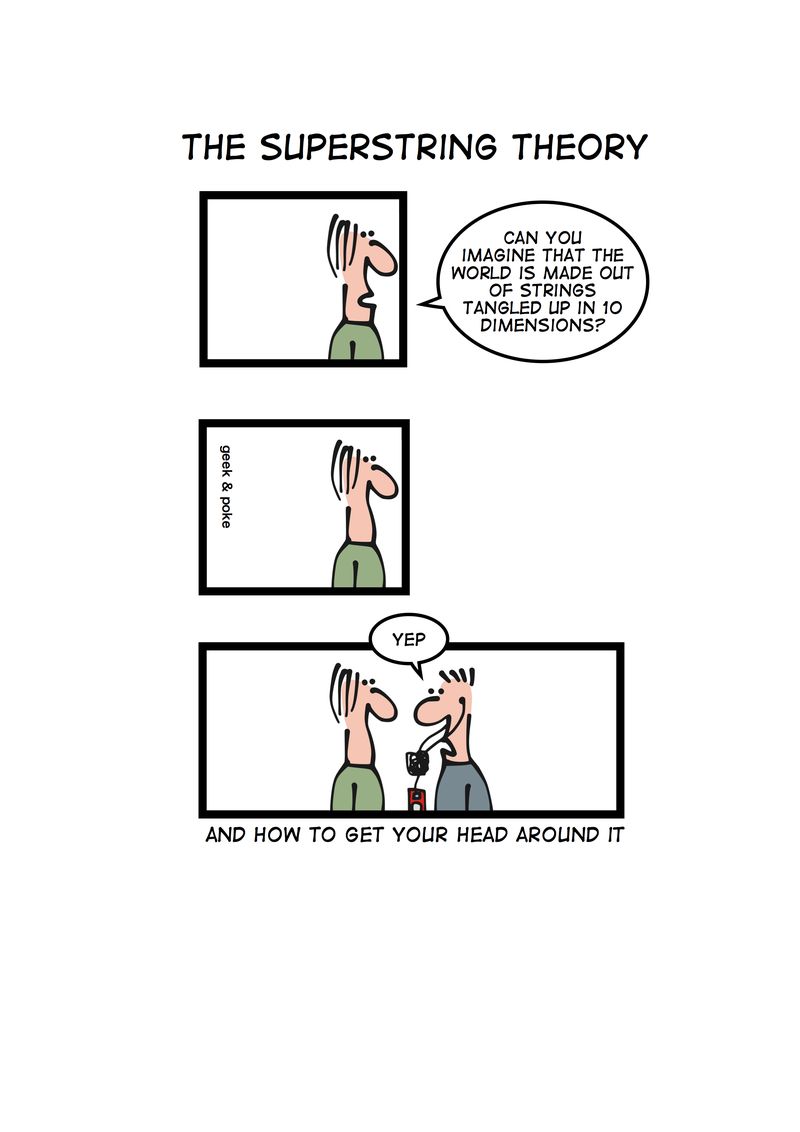 THE SUPERSTRING THEORY
CAN YOU
IMAGINE THAT THE
WORLD IS MADE OUT
OF STRINGS
TANGLED UP IN 10
DIMENSIONS?
geek & poke
YEP
AND HOW TO GET YOUR HEAD AROUND IT